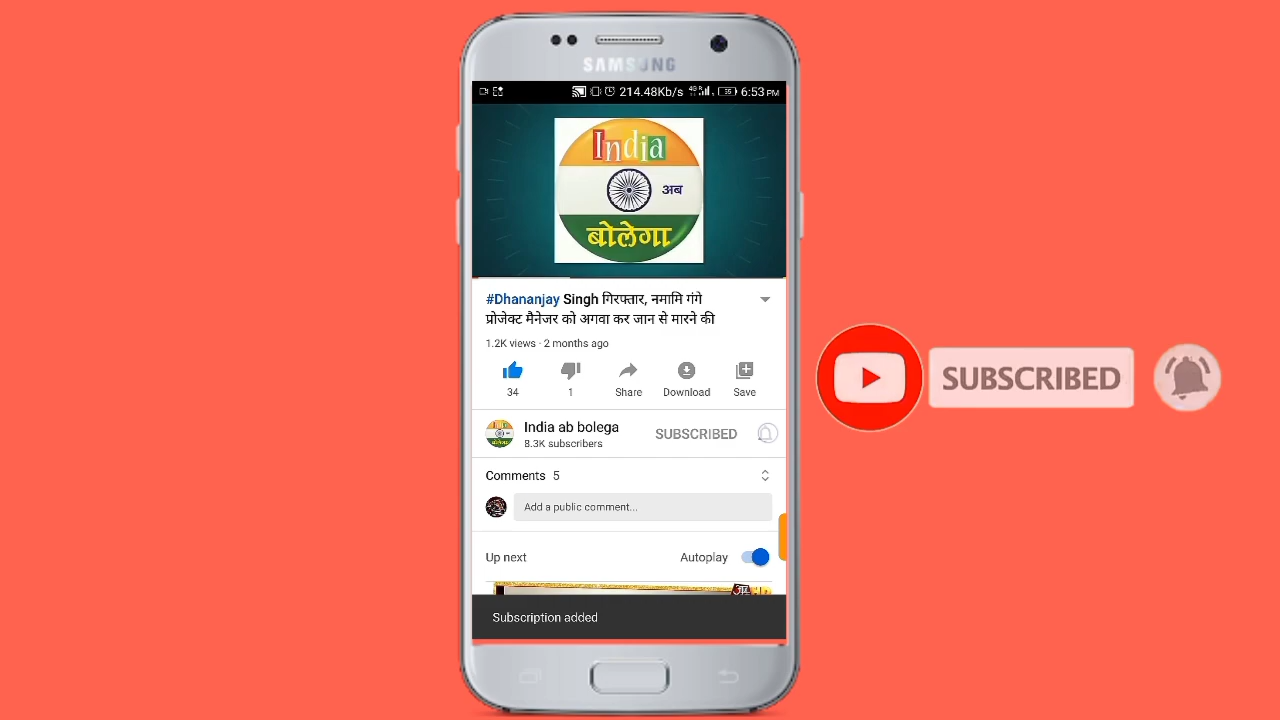 SAMSUNG
214.48Kb/s 4G R 35 6:53 PM
India
अब
बोलेगा
#Dhananjay Singh गिरफ्तार, नमामि गंगे
प्रोजेक्ट मैनेजर को अगवा कर जान से मारने की
1.2K views · 2 months ago
34
1
Share
Download
Save
India ab bolega
8.3K subscribers
SUBSCRIBED
Comments 5
Add a public comment...
Up next
Autoplay
Subscription added
SUBSCRIBED